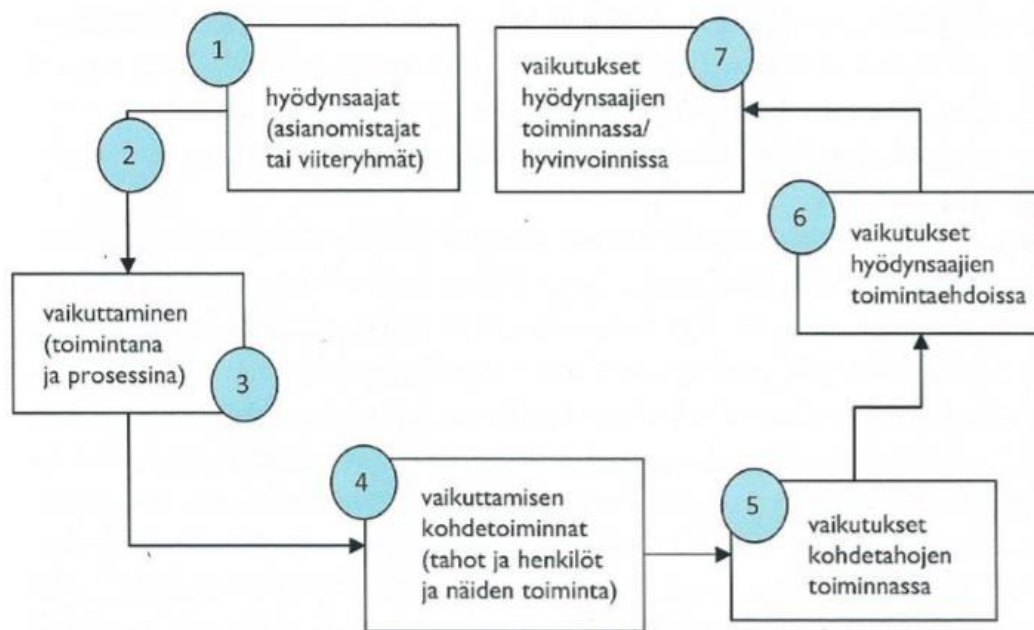 1
hyödynsaajat
(asianomistajat
tai viiteryhmät)
2
vaikuttaminen
(toimintana
ja prosessina)
3
4
vaikuttamisen
kohdetoiminnat
(tahot ja henkilöt
ja näiden toiminta)
5
vaikutukset
kohdetahojen
toiminnassa
6
vaikutukset
hyödynsaajien
toimintaehdoissa
7
vaikutukset
hyödynsaajien
toiminnassa/
hyvinvoinnissa